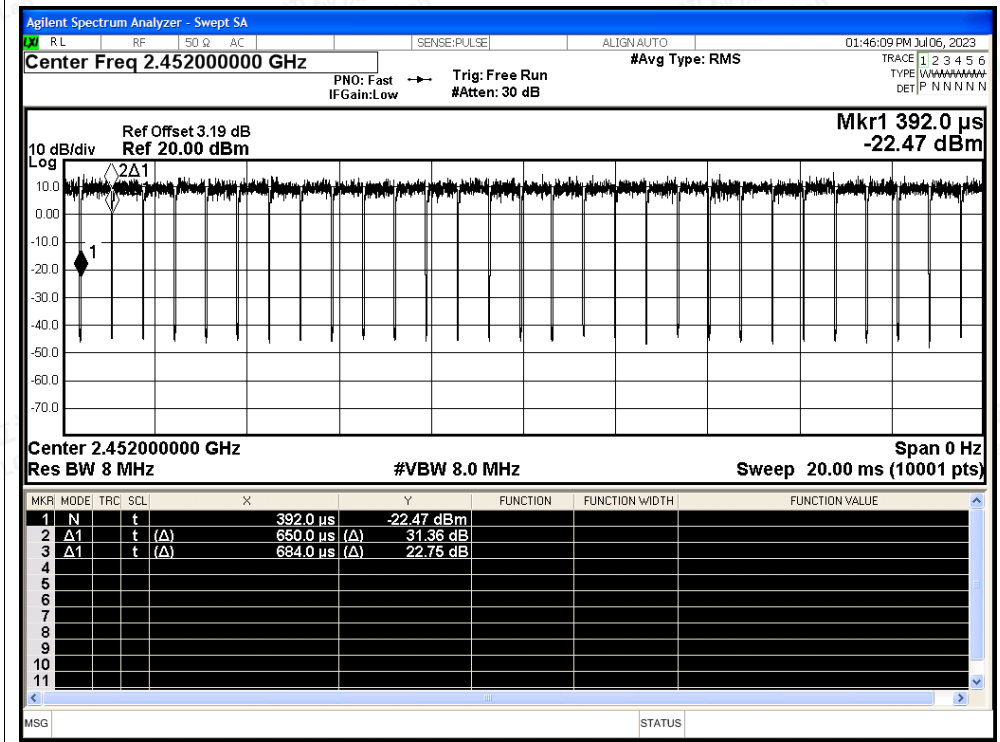 Agilent Spectrum Analyzer - Swept SA
LXI RL RF 50 Ω AC SENSE:PULSE ALIGN AUTO 01:46:09 PM Jul 06, 2023
Center Freq 2.452000000 GHz #Avg Type: RMS TRACE 1 2 3 4 5 6
PNO: Fast Trig: Free Run TYPE WWWWWW
IFGain:Low #Atten: 30 dB DET P N N N N N
Mkr1 392.0 µs
Ref Offset 3.19 dB
10 dB/div Ref 20.00 dBm -22.47 dBm
Log
2Δ1
10.0
0.00
-10.0
1
-20.0
-30.0
-40.0
-50.0
-60.0
-70.0
Center 2.452000000 GHz Span 0 Hz
Res BW 8 MHz #VBW 8.0 MHz Sweep 20.00 ms (10001 pts)
MKR MODE TRC SCL X Y FUNCTION FUNCTION WIDTH FUNCTION VALUE
1 N t 392.0 µs -22.47 dBm
2 Δ1 t (Δ) 650.0 µs (Δ) 31.36 dB
3 Δ1 t (Δ) 684.0 µs (Δ) 22.75 dB
4
5
6
7
8
9
10
11
MSG STATUS